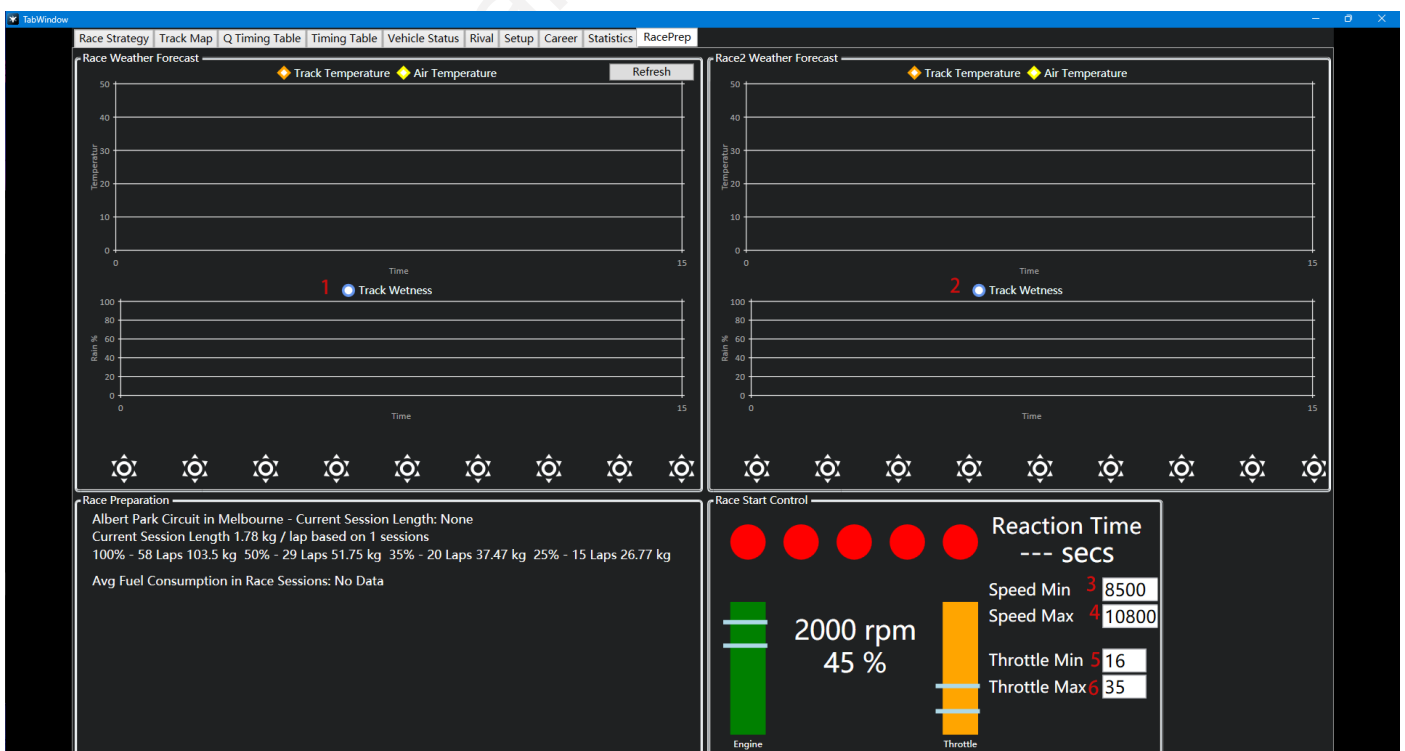 TabWindow
Race Strategy Track Map Q Timing Table Timing Table Vehicle Status Rival Setup Career Statistics RacePrep
Race Weather Forecast
Track Temperature Air Temperature
Refresh
50
40
30
20
10
0
Temperatur
0
15
Time
1 Track Wetness
100
80
60
40
20
0
Rain %
0
15
Time
Race2 Weather Forecast
Track Temperature Air Temperature
50
40
30
20
10
0
Temperatur
0
15
Time
2 Track Wetness
100
80
60
40
20
0
Rain %
0
15
Time
Race Preparation
Albert Park Circuit in Melbourne - Current Session Length: None
Current Session Length 1.78 kg / lap based on 1 sessions
100% - 58 Laps 103.5 kg 50% - 29 Laps 51.75 kg 35% - 20 Laps 37.47 kg 25% - 15 Laps 26.77 kg
Avg Fuel Consumption in Race Sessions: No Data
Race Start Control
Reaction Time
--- secs
Speed Min 3 8500
Speed Max 4 10800
2000 rpm
45 %
Throttle Min 5 16
Throttle Max 6 35
Engine
Throttle